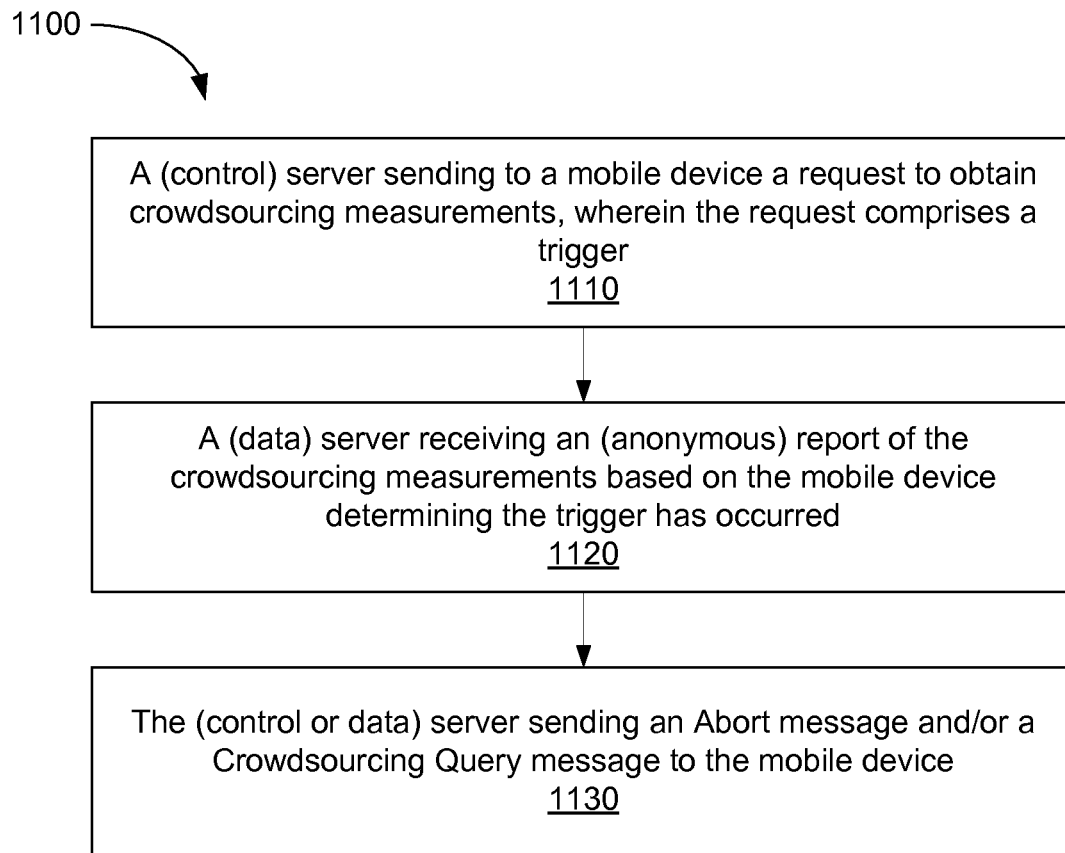 1100
A (control) server sending to a mobile device a request to obtain
crowdsourcing measurements, wherein the request comprises a
trigger
1110
A (data) server receiving an (anonymous) report of the
crowdsourcing measurements based on the mobile device
determining the trigger has occurred
1120
The (control or data) server sending an Abort message and/or a
Crowdsourcing Query message to the mobile device
1130